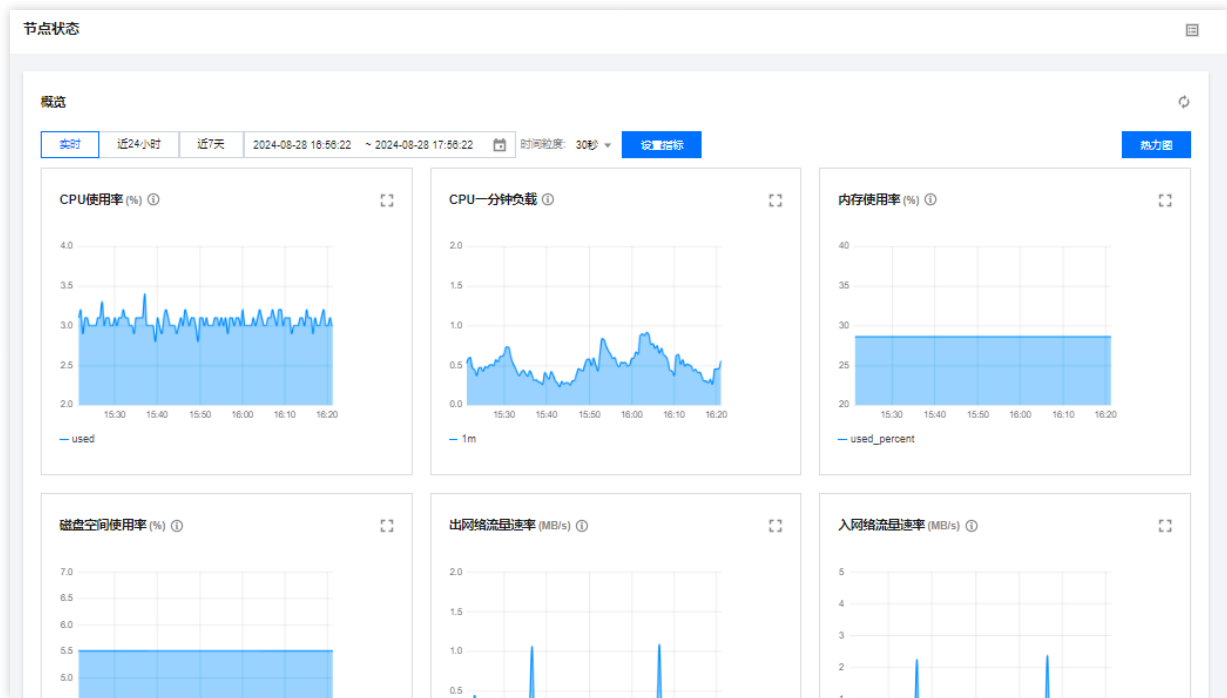 节点状态
概览
实时 近24小时 近7天 2024-08-28 16:56:22 ~ 2024-08-28 17:56:22 时间粒度: 30秒 设置指标 热力图
CPU使用率(%)
4.0
3.5
3.0
2.5
2.0
15:30 15:40 15:50 16:00 16:10 16:20
used
CPU一分钟负载
2.0
1.5
1.0
0.5
0.0
15:30 15:40 15:50 16:00 16:10 16:20
1m
内存使用率(%)
40
35
30
25
20
15:30 15:40 15:50 16:00 16:10 16:20
used_percent
磁盘空间使用率(%)
7.0
6.5
6.0
5.5
5.0
出网络流量速率(MB/s)
2.0
1.5
1.0
0.5
入网络流量速率(MB/s)
5
4
3
2